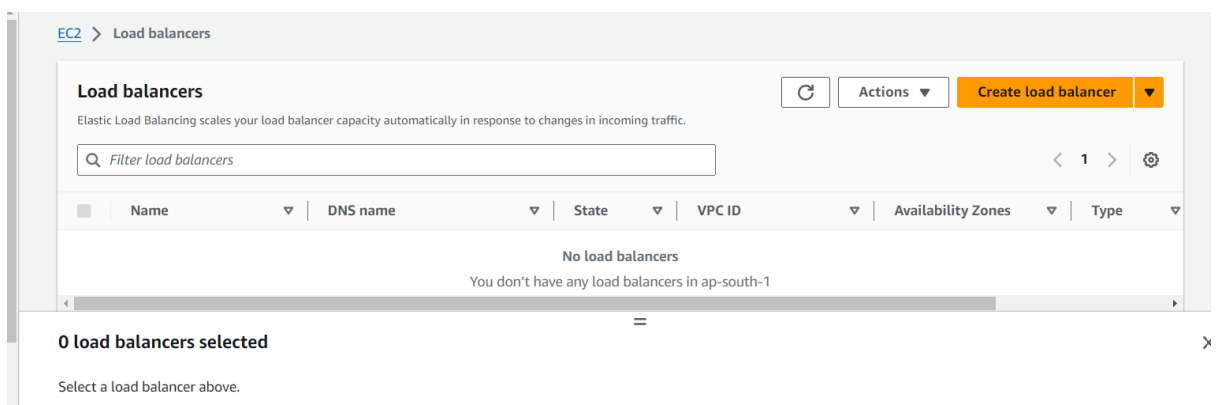 EC2 > Load balancers
Load balancers
Actions
Create load balancer
Elastic Load Balancing scales your load balancer capacity automatically in response to changes in incoming traffic.
Filter load balancers
1
Name DNS name State VPC ID Availability Zones Type
No load balancers
You don't have any load balancers in ap-south-1
0 load balancers selected
Select a load balancer above.